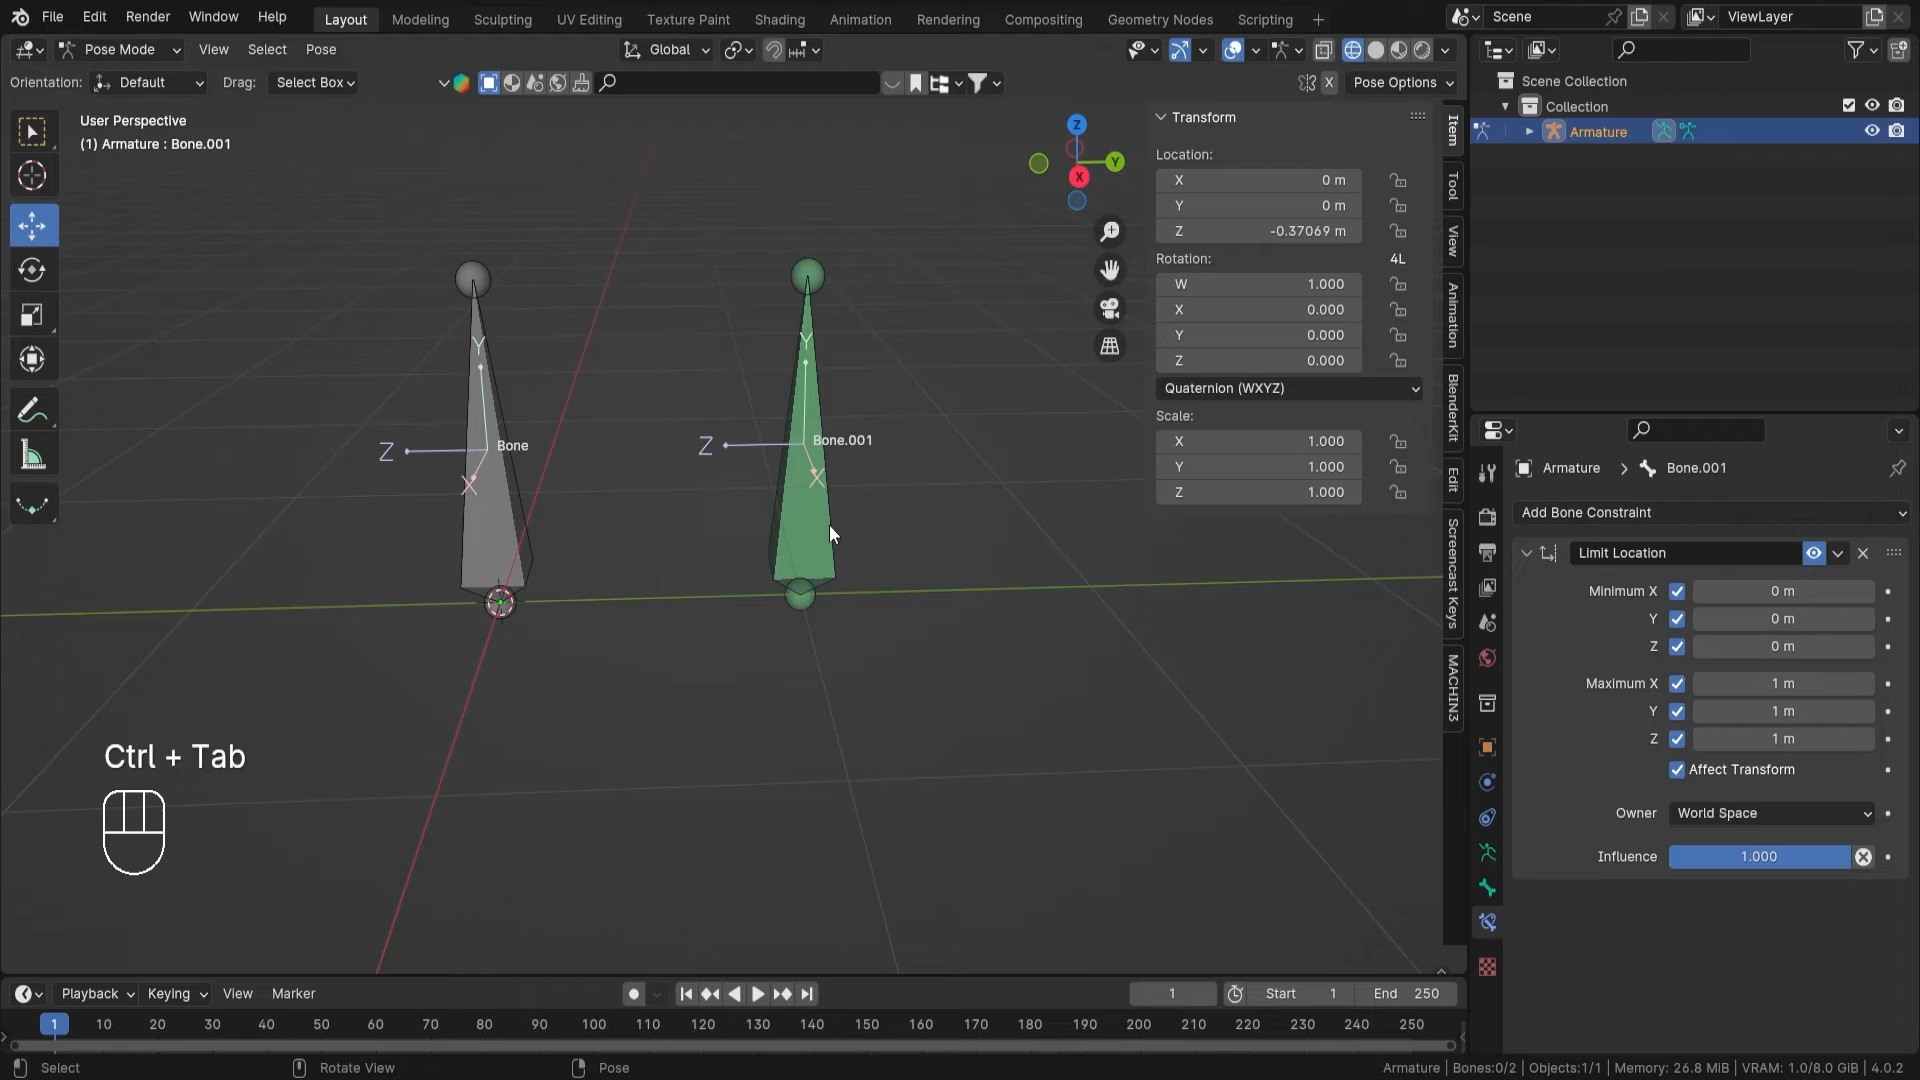 File Edit Render Window Help Layout Modeling Sculpting UV Editing Texture Paint Shading Animation Rendering Compositing Geometry Nodes Scripting + Scene ViewLayer
Pose Mode View Select Pose Global
Orientation: Default Drag: Select Box X Pose Options
User Perspective
(1) Armature : Bone.001
Z
Y
X
Y
Z Bone
X
Y
Z Bone.001
X
Ctrl + Tab
Transform
Location:
X 0 m
Y 0 m
Z -0.37069 m
Rotation: 4L
W 1.000
X 0.000
Y 0.000
Z 0.000
Quaternion (WXYZ)
Scale:
X 1.000
Y 1.000
Z 1.000
Item
Tool
View
Animation
BlenderKit
Edit
Screencast Keys
MACHIN3
Scene Collection
Collection
Armature
Armature Bone.001
Add Bone Constraint
Limit Location
Minimum X 0 m
Y 0 m
Z 0 m
Maximum X 1 m
Y 1 m
Z 1 m
Affect Transform
Owner World Space
Influence 1.000
Playback Keying View Marker 1 Start 1 End 250
1 10 20 30 40 50 60 70 80 90 100 110 120 130 140 150 160 170 180 190 200 210 220 230 240 250
Select Rotate View Pose Armature | Bones:0/2 | Objects:1/1 | Memory: 26.8 MiB | VRAM: 1.0/8.0 GiB | 4.0.2